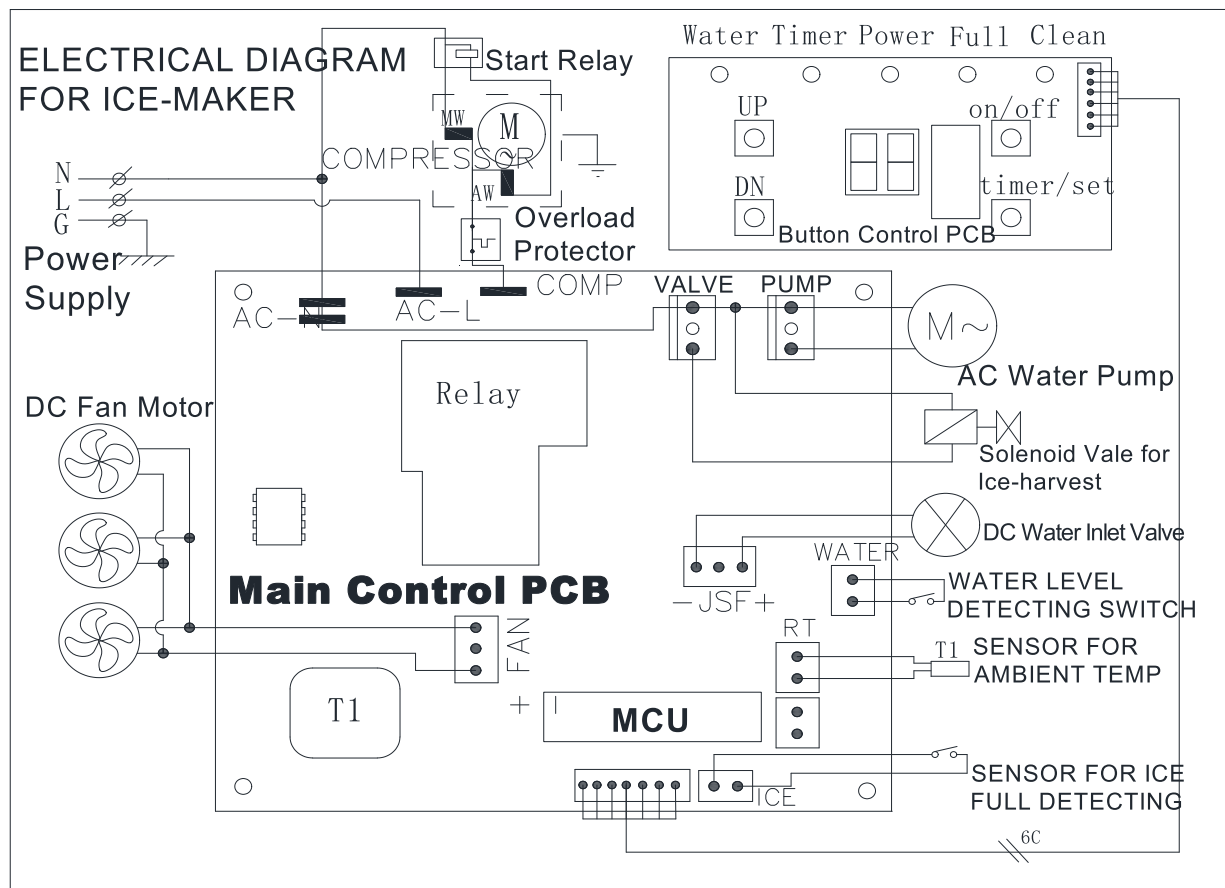 ELECTRICAL DIAGRAM
FOR ICE-MAKER
Start Relay
Water Timer Power Full Clean
UP
on/off
DN
timer/set
Button Control PCB
MW
M
~
COMPRESSOR
AW
N
L
G
Power
Supply
Overload
Protector
COMP
AC-N
AC-L
VALVE
PUMP
M~
AC Water Pump
Relay
DC Fan Motor
Solenoid Vale for
Ice-harvest
DC Water Inlet Valve
WATER
-JSF+
WATER LEVEL
DETECTING SWITCH
Main Control PCB
FAN
+ -
RT
T1
SENSOR FOR
AMBIENT TEMP
T1
MCU
ICE
SENSOR FOR ICE
FULL DETECTING
6C